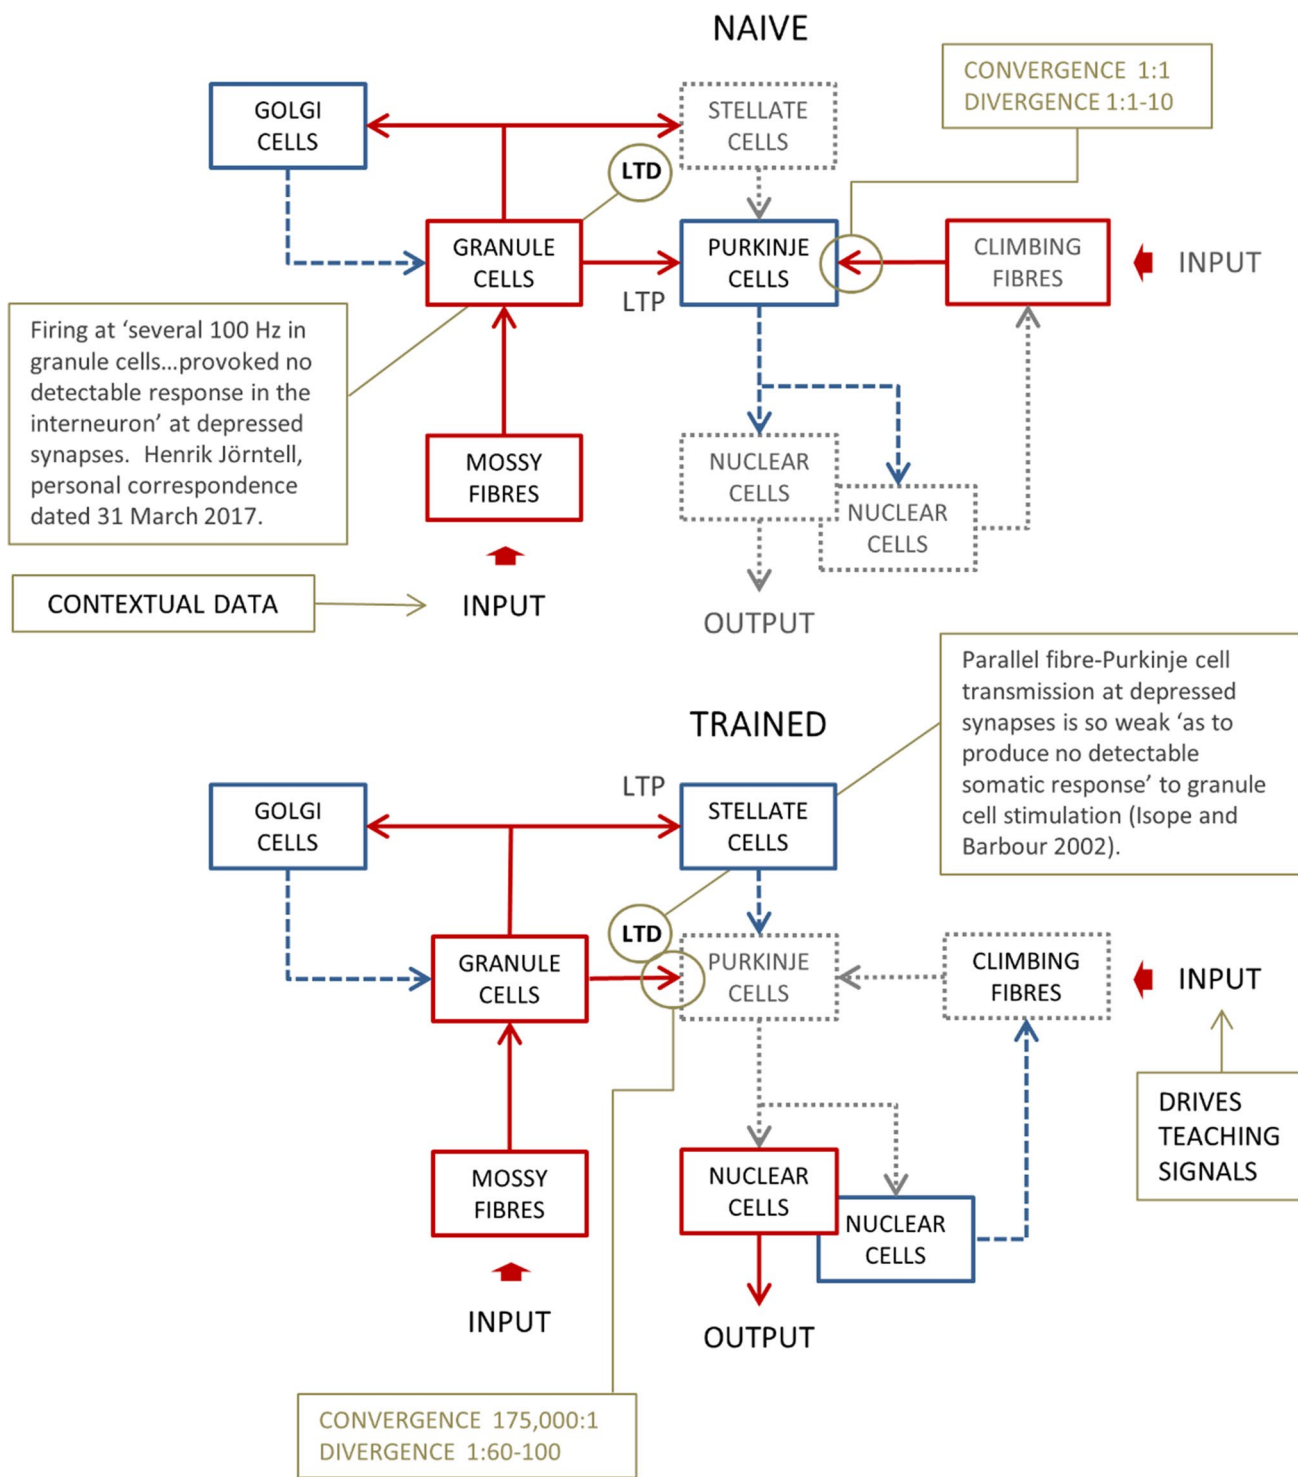 NAIVE
CONVERGENCE 1:1
DIVERGENCE 1:1-10
GOLGI
CELLS
STELLATE
CELLS
LTD
GRANULE
CELLS
PURKINJE
CELLS
CLIMBING
FIBRES
INPUT
LTP
Firing at ‘several 100 Hz in
granule cells...provoked no
detectable response in the
interneuron’ at depressed
synapses. Henrik Jörntell,
personal correspondence
dated 31 March 2017.
MOSSY
FIBRES
NUCLEAR
CELLS
NUCLEAR
CELLS
CONTEXTUAL DATA
INPUT
OUTPUT
TRAINED
Parallel fibre-Purkinje cell
transmission at depressed
synapses is so weak ‘as to
produce no detectable
somatic response’ to granule
cell stimulation (Isope and
Barbour 2002).
LTP
GOLGI
CELLS
STELLATE
CELLS
LTD
GRANULE
CELLS
PURKINJE
CELLS
CLIMBING
FIBRES
INPUT
MOSSY
FIBRES
NUCLEAR
CELLS
NUCLEAR
CELLS
DRIVES
TEACHING
SIGNALS
INPUT
OUTPUT
CONVERGENCE 175,000:1
DIVERGENCE 1:60-100